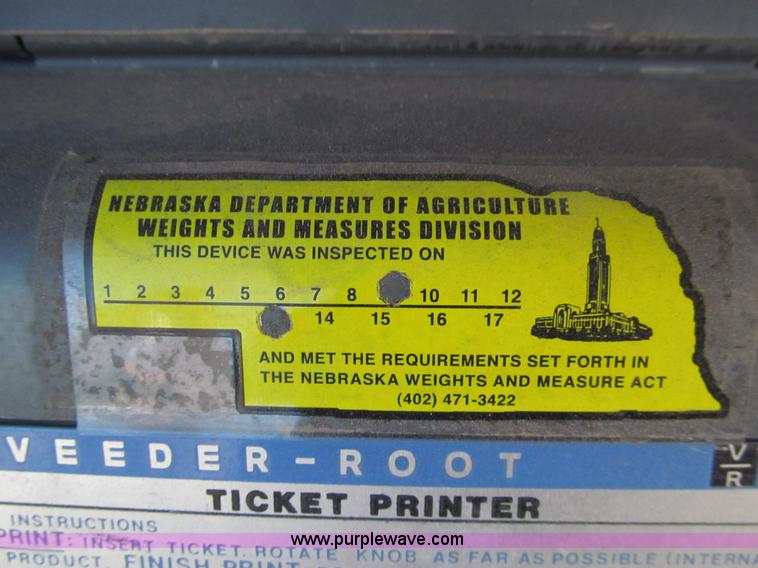 NEBRASKA DEPARTMENT OF AGRICULTURE
WEIGHTS AND MEASURES DIVISION
THIS DEVICE WAS INSPECTED ON
1 2 3 4 5 6 7 8 10 11 12
14 15 16 17
AND MET THE REQUIREMENTS SET FORTH IN
THE NEBRASKA WEIGHTS AND MEASURE ACT
(402) 471-3422
VEEDER-ROOT V/R
TICKET PRINTER
INSTRUCTIONS
PRINT: INSERT TICKET. ROTATE KNOB AS FAR AS POSSIBLE (INTERNA
www.purplewave.com
PRODUCT. FINISH PRINT